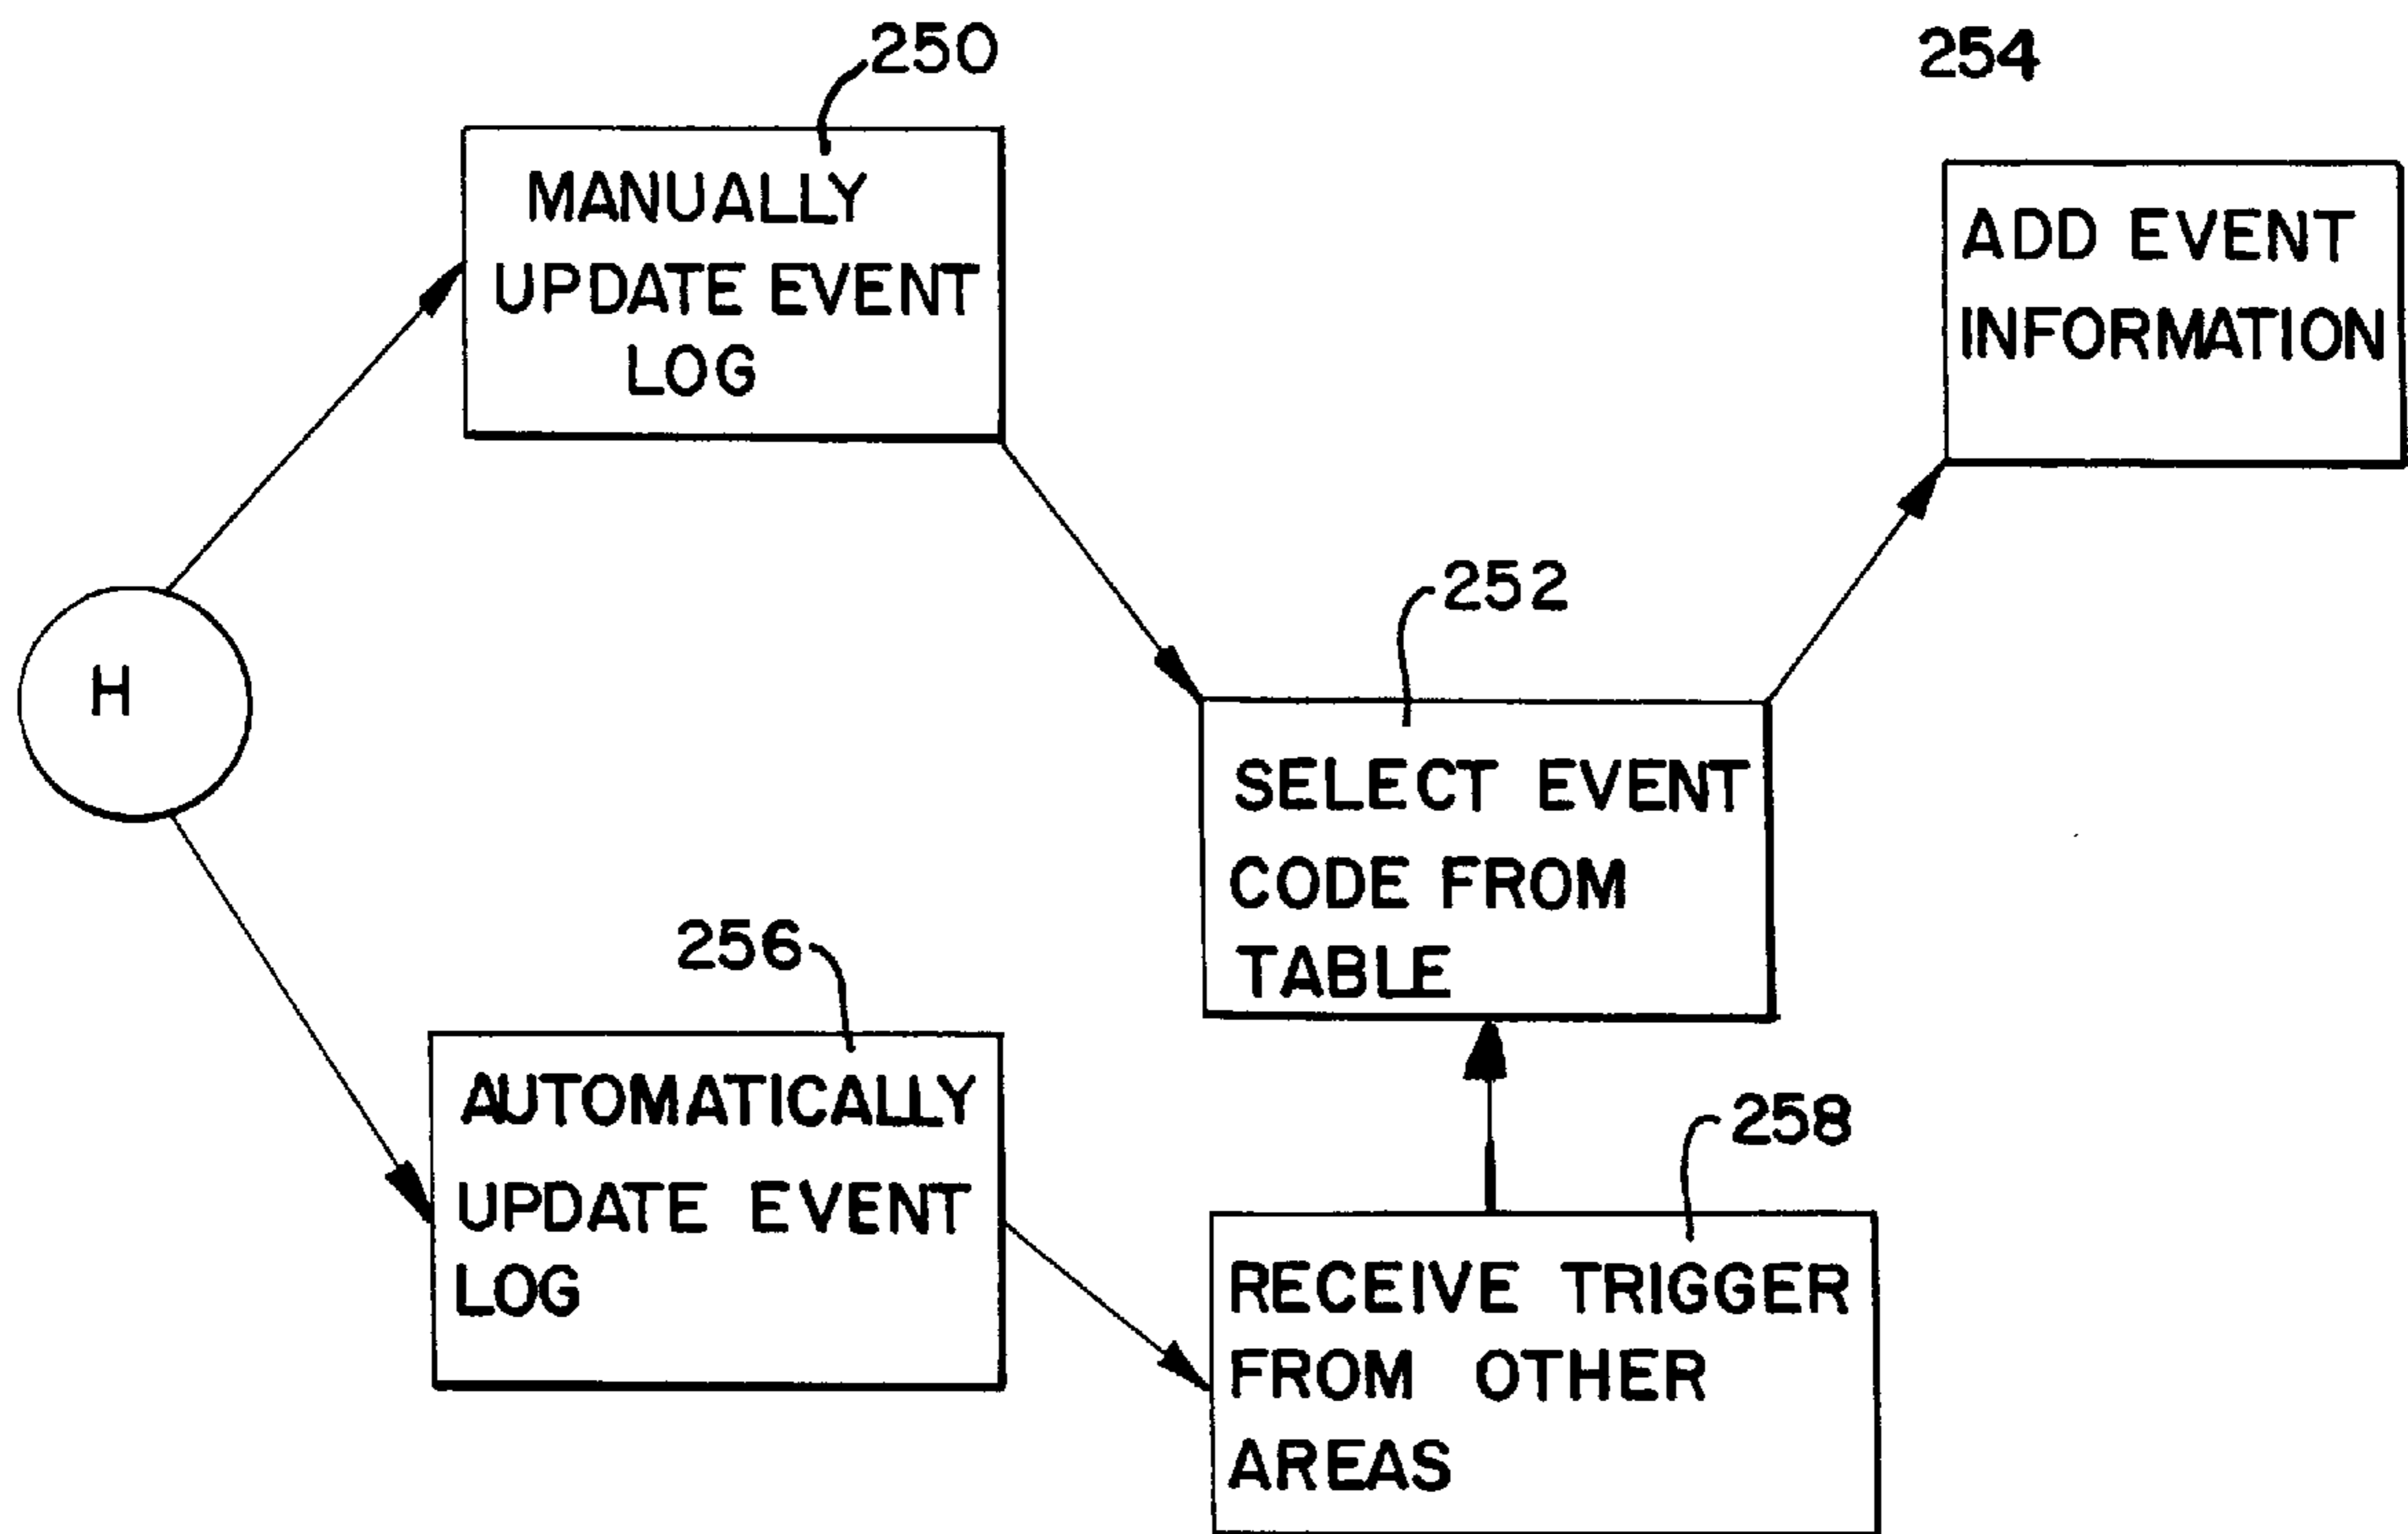 250
MANUALLY
UPDATE EVENT
LOG
254
ADD EVENT
INFORMATION
H
252
SELECT EVENT
CODE FROM
TABLE
256
AUTOMATICALLY
UPDATE EVENT
LOG
258
RECEIVE TRIGGER
FROM OTHER
AREAS